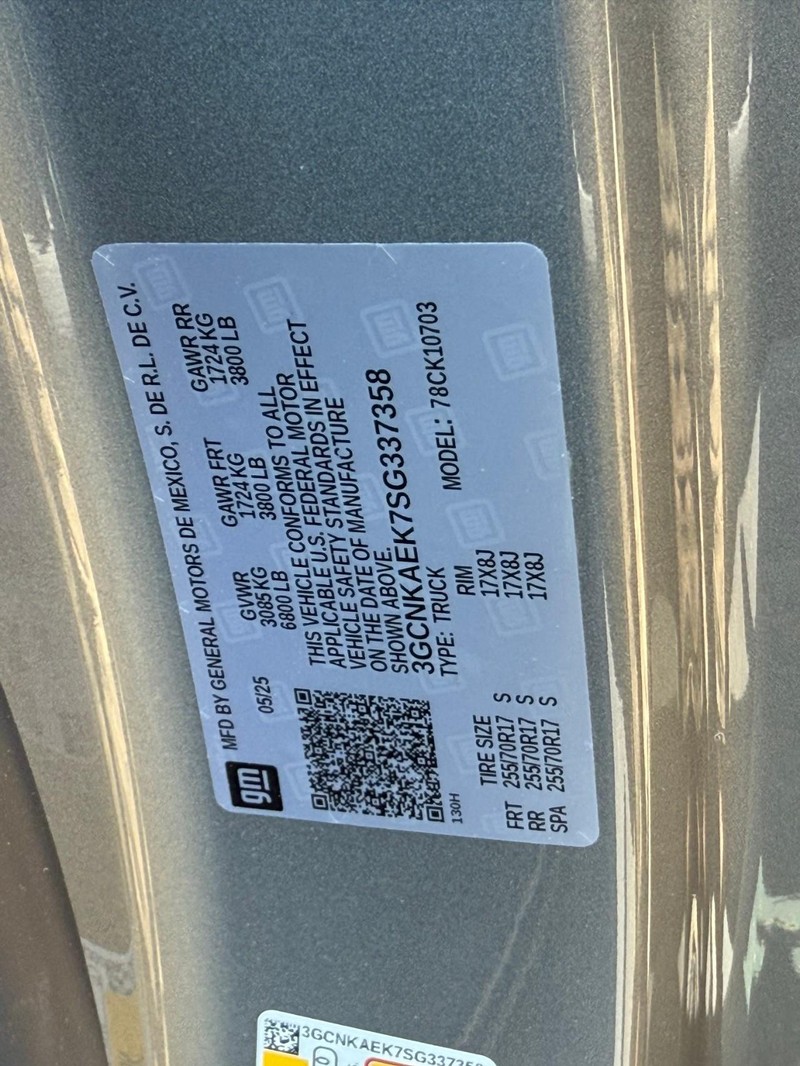 gm
MFD BY GENERAL MOTORS DE MEXICO, S. DE R.L. DE C.V.
05/25 GVWR GAWR FRT GAWR RR
3085 KG 1724 KG 1724 KG
6800 LB 3800 LB 3800 LB
THIS VEHICLE CONFORMS TO ALL
APPLICABLE U.S. FEDERAL MOTOR
VEHICLE SAFETY STANDARDS IN EFFECT
ON THE DATE OF MANUFACTURE
SHOWN ABOVE.
3GCNKAEK7SG337358
TYPE: TRUCK MODEL: 78CK10703
130H
TIRE SIZE RIM
FRT 255/70R17 S 17X8J
RR 255/70R17 S 17X8J
SPA 255/70R17 S 17X8J
3GCNKAEK7SG337358